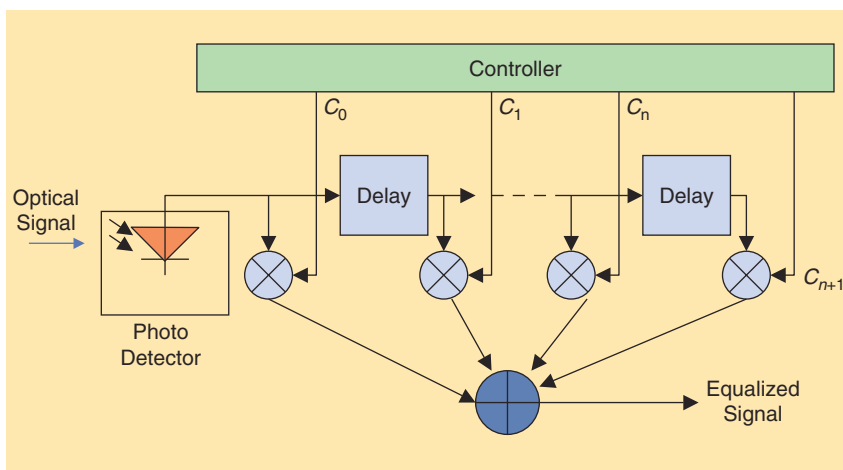 Controller
C0
C1
Cn
Cn+1
Optical
Signal
Delay
Delay
Photo
Detector
Equalized
Signal